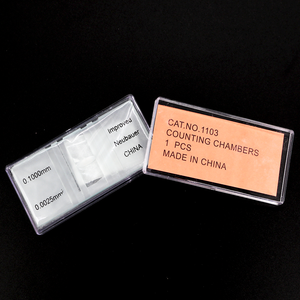 Improved
Neubauer
CHINA
0.1000mm
0.0025mm²
CAT.NO.1103
COUNTING CHAMBERS
1 PCS
MADE IN CHINA